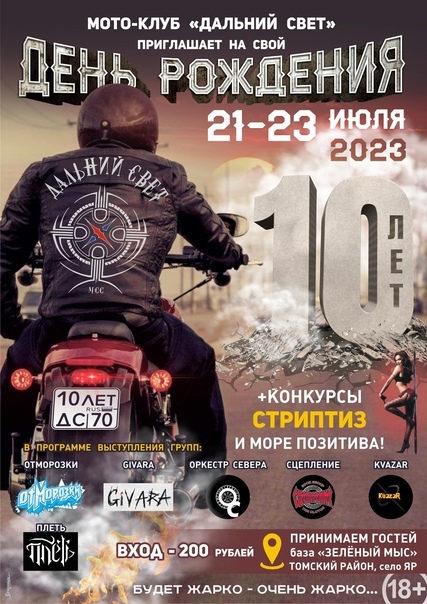 МОТО-КЛУБ «ДАЛЬНИЙ СВЕТ»
ПРИГЛАШАЕТ НА СВОЙ
ДЕНЬ РОЖДЕНИЯ
21-23 ИЮЛЯ
2023
ДАЛЬНИЙ СВЕТ
МСС
10 ЛЕТ
10 ЛЕТ
RUS
ДС 70
+КОНКУРСЫ
СТРИПТИЗ
И МОРЕ ПОЗИТИВА!
В ПРОГРАММЕ ВЫСТУПЛЕНИЯ ГРУПП:
ОТМОРОЗКИ GIVARA ОРКЕСТР СЕВЕРА СЦЕПЛЕНИЕ KVAZAR
ОТМОРОЗКИ GIVARA KvazaR
ПЛЕТЬ
ПЛЕТЬ
ВХОД - 200 РУБЛЕЙ
ПРИНИМАЕМ ГОСТЕЙ
база «ЗЕЛЁНЫЙ МЫС»
ТОМСКИЙ РАЙОН, село ЯР
БУДЕТ ЖАРКО - ОЧЕНЬ ЖАРКО... (18+)